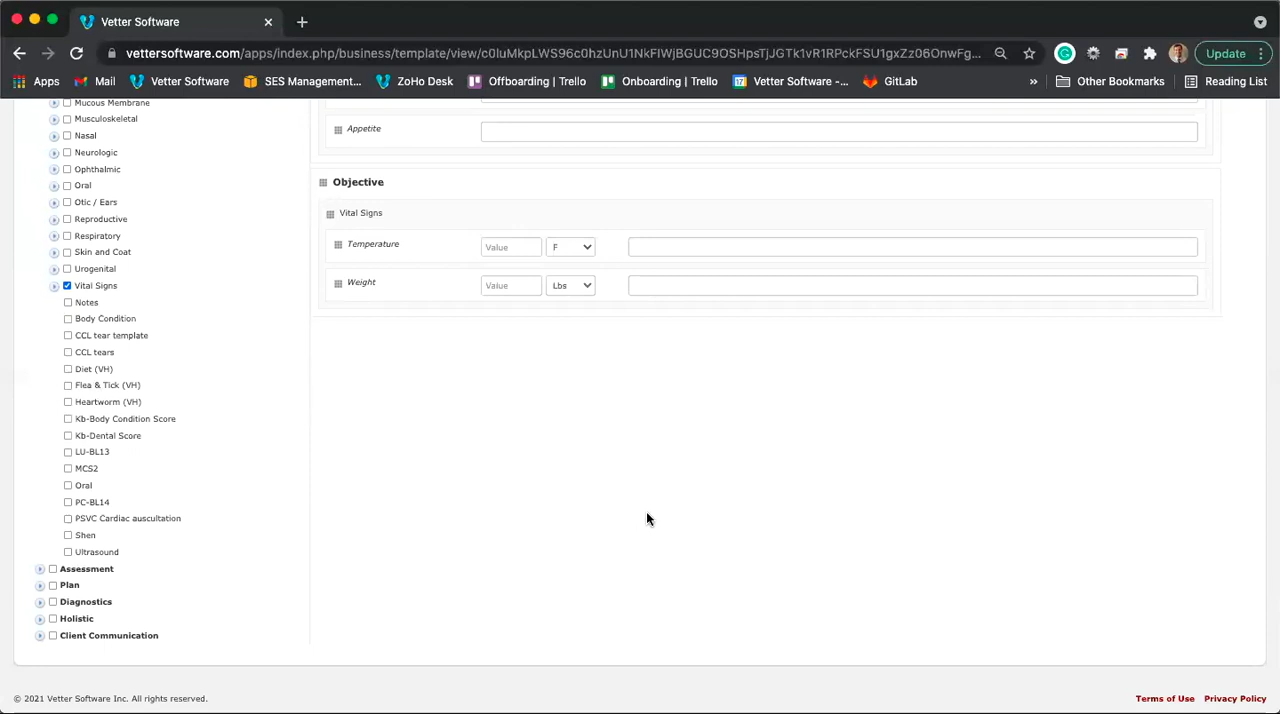 Vetter Software
vettersoftware.com/apps/index.php/business/template/view/c0luMkpLWS96c0hzUnU1NkFIWjBGUC9OSHpsTjJGTk1vR1RPckFSU1gxZz06OnwFg...
Update
Apps Mail Vetter Software SES Management... ZoHo Desk Offboarding | Trello Onboarding | Trello Vetter Software -... GitLab » Other Bookmarks Reading List
Mucous Membrane
Musculoskeletal
Nasal
Neurologic
Ophthalmic
Oral
Otic / Ears
Reproductive
Respiratory
Skin and Coat
Urogenital
Vital Signs
Notes
Body Condition
CCL tear template
CCL tears
Diet (VH)
Flea & Tick (VH)
Heartworm (VH)
Kb-Body Condition Score
Kb-Dental Score
LU-BL13
MCS2
Oral
PC-BL14
PSVC Cardiac auscultation
Shen
Ultrasound
Assessment
Plan
Diagnostics
Holistic
Client Communication
Appetite
Objective
Vital Signs
Temperature Value F
Weight Value Lbs
© 2021 Vetter Software Inc. All rights reserved.
Terms of Use Privacy Policy